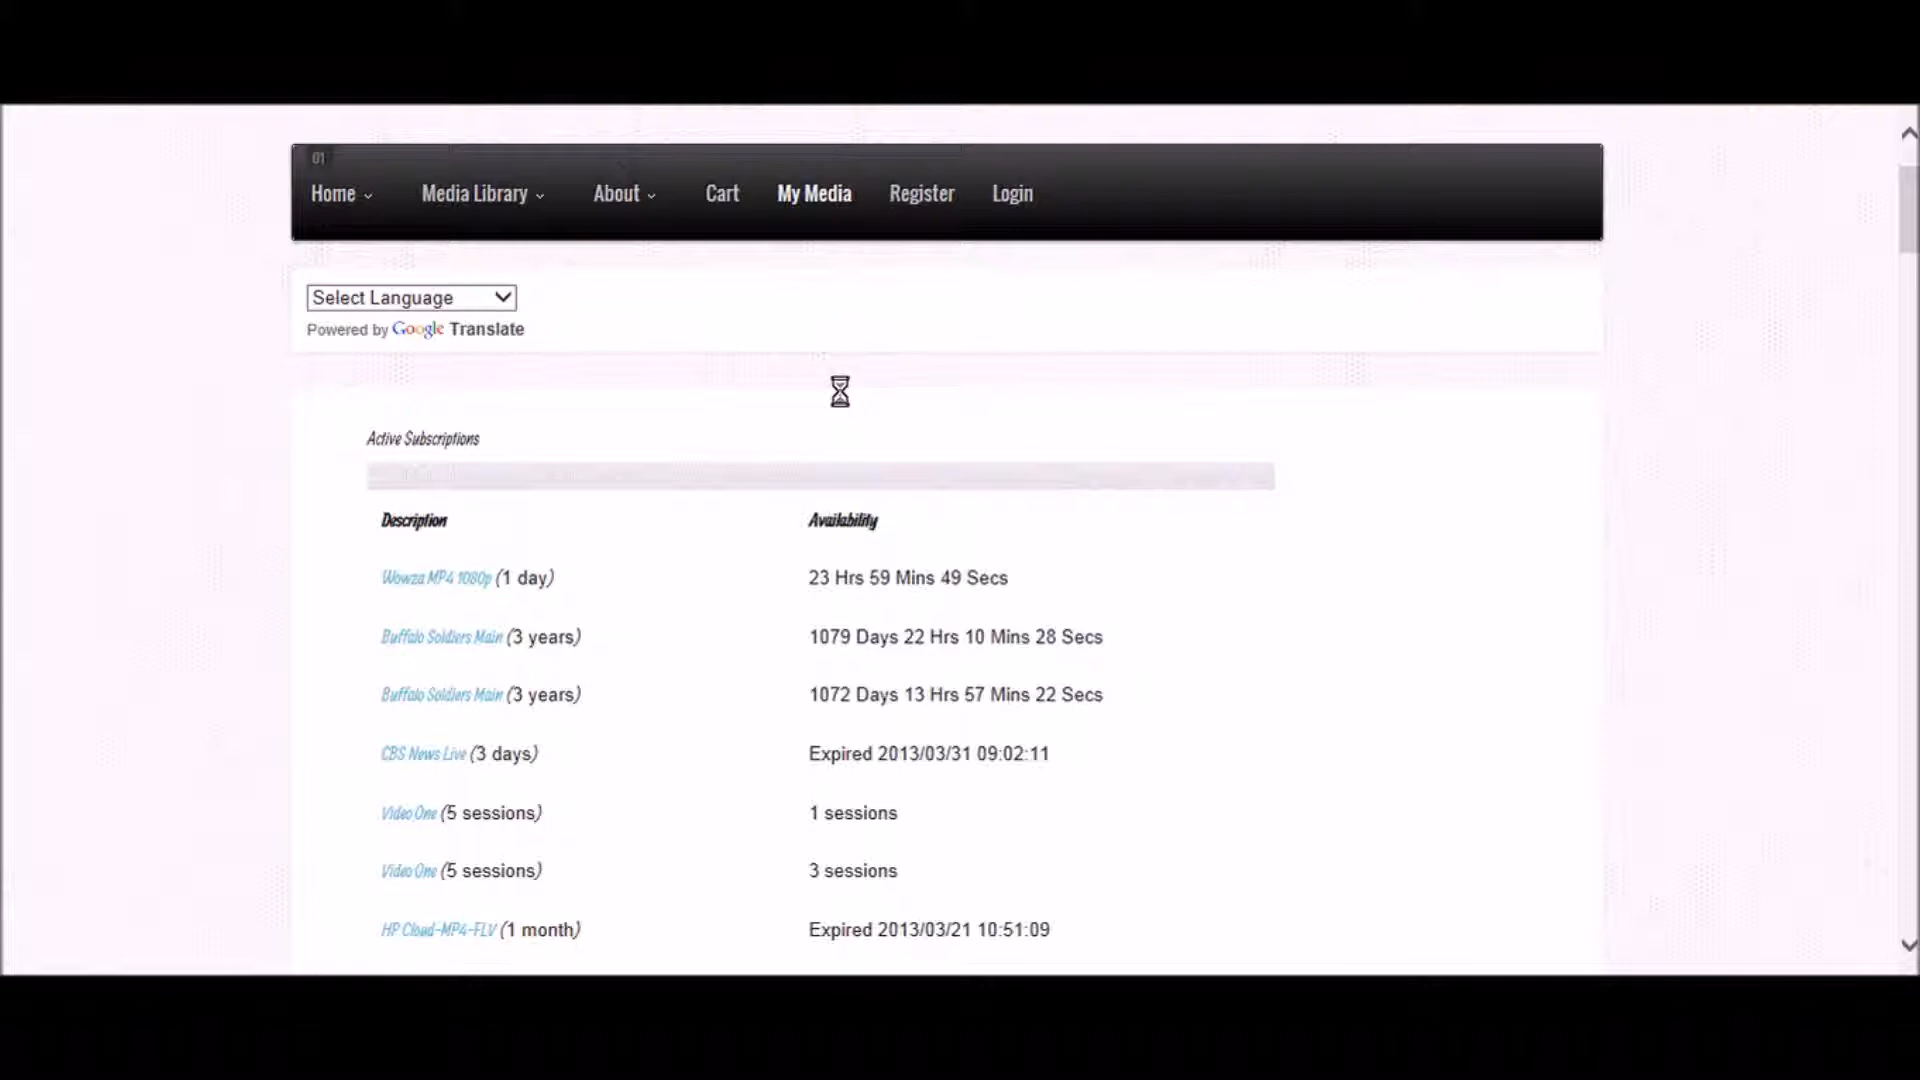 01
Home Media Library About Cart My Media Register Login
Select Language
Powered by Google Translate
Active Subscriptions
Description Availability
Wowza MP4 1080p (1 day) 23 Hrs 59 Mins 49 Secs
Buffalo Soldiers Main (3 years) 1079 Days 22 Hrs 10 Mins 28 Secs
Buffalo Soldiers Main (3 years) 1072 Days 13 Hrs 57 Mins 22 Secs
CBS News Live (3 days) Expired 2013/03/31 09:02:11
Video One (5 sessions) 1 sessions
Video One (5 sessions) 3 sessions
HP Cloud-MP4-FLV (1 month) Expired 2013/03/21 10:51:09